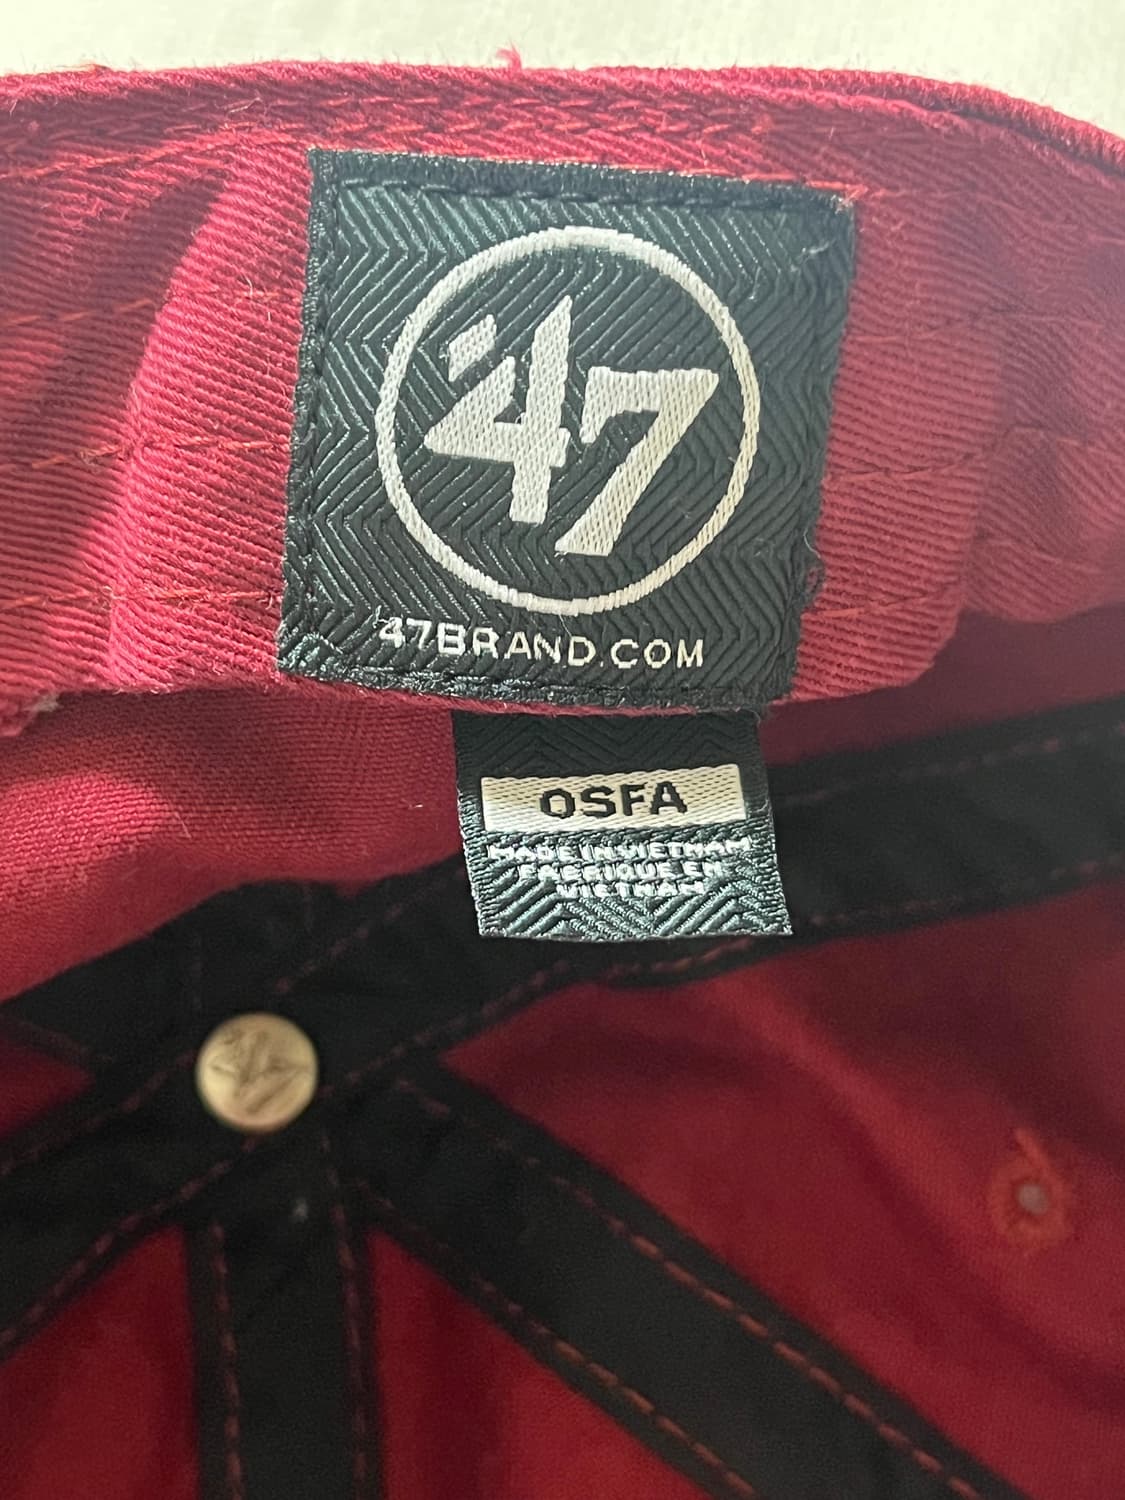 '47
47BRAND.COM
OSFA
MADE IN VIETNAM
FABRIQUE EN
VIETNAM